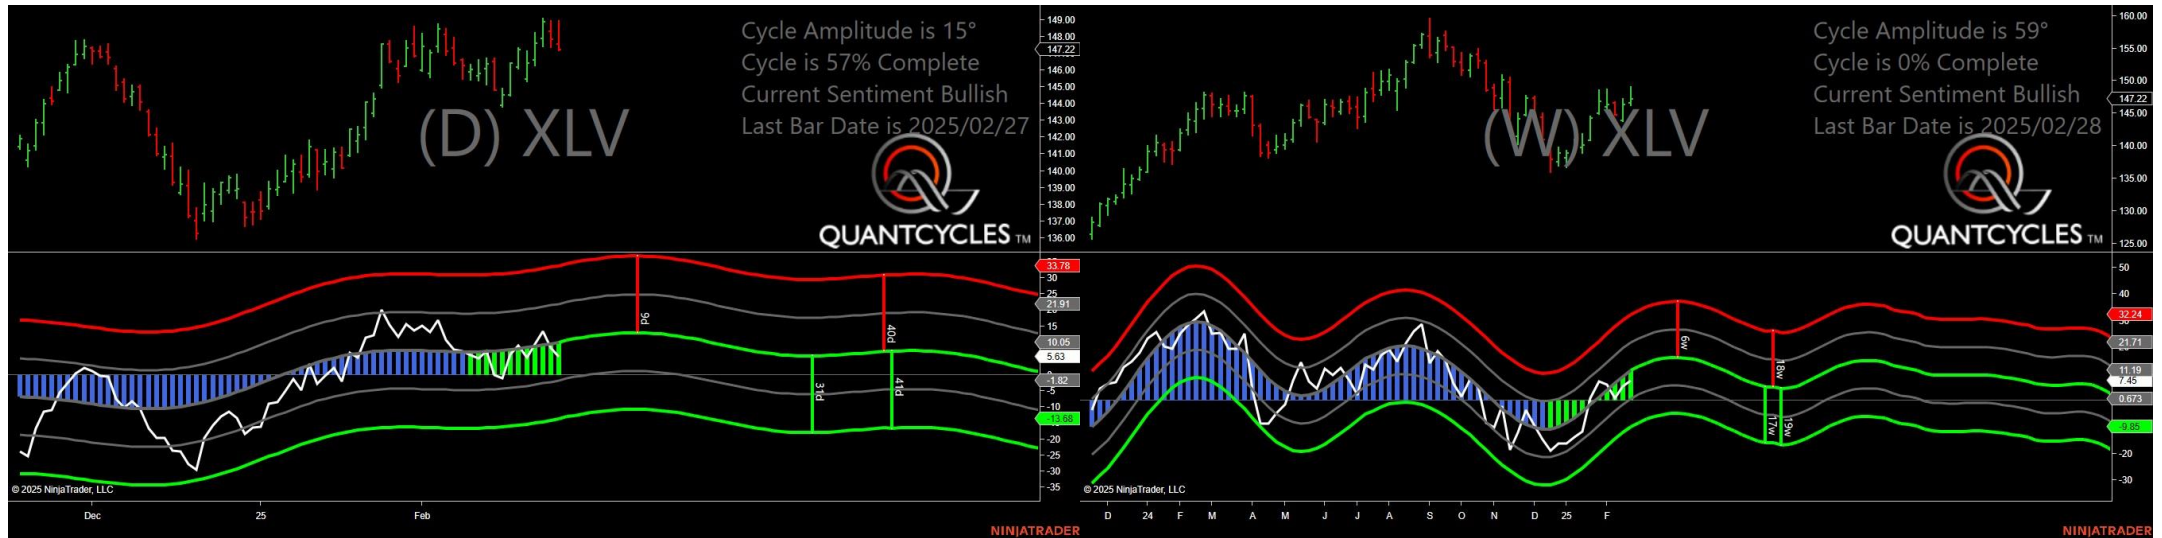 Cycle Amplitude is 15°
Cycle is 57% Complete
Current Sentiment Bullish
Last Bar Date is 2025/02/27
(D) XLV
QUANTCYCLES TM
149.00
148.00
147.22
146.00
145.00
144.00
143.00
142.00
141.00
140.00
139.00
138.00
137.00
136.00
9d
40d
31d
41d
33.78
30
25
21.91
15
10.05
5.63
-1.82
-5
-10
-13.68
-20
-25
-30
-35
© 2025 NinjaTrader, LLC
Dec 25 Feb
NINJATRADER
Cycle Amplitude is 59°
Cycle is 0% Complete
Current Sentiment Bullish
Last Bar Date is 2025/02/28
(W) XLV
QUANTCYCLES TM
160.00
155.00
150.00
147.22
145.00
140.00
135.00
130.00
125.00
6w
18w
17w
19w
50
40
32.24
21.71
11.19
7.45
0.673
-9.85
-20
-30
© 2025 NinjaTrader, LLC
D 24 F M A M J J A S O N D 25 F
NINJATRADER